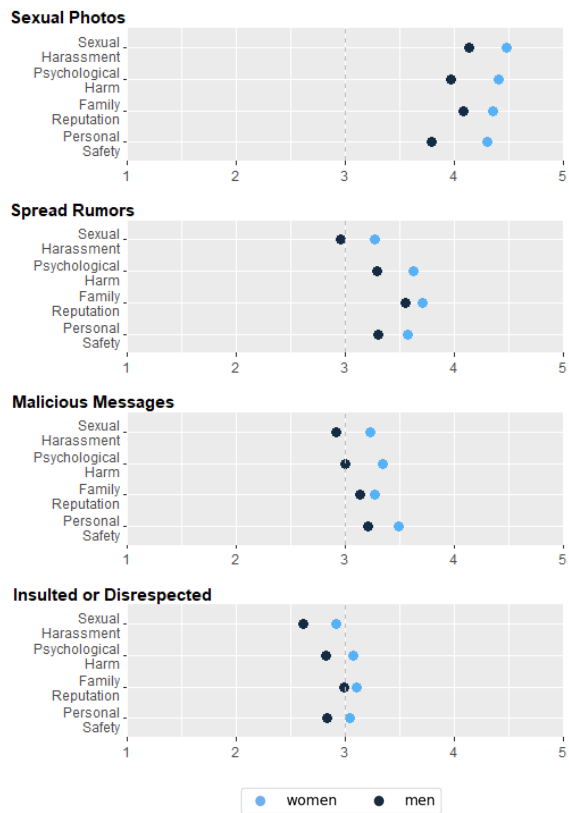 Sexual Photos
Sexual
Harassment
Psychological
Harm
Family
Reputation
Personal
Safety
1 2 3 4 5
Spread Rumors
Sexual
Harassment
Psychological
Harm
Family
Reputation
Personal
Safety
1 2 3 4 5
Malicious Messages
Sexual
Harassment
Psychological
Harm
Family
Reputation
Personal
Safety
1 2 3 4 5
Insulted or Disrespected
Sexual
Harassment
Psychological
Harm
Family
Reputation
Personal
Safety
1 2 3 4 5
women men